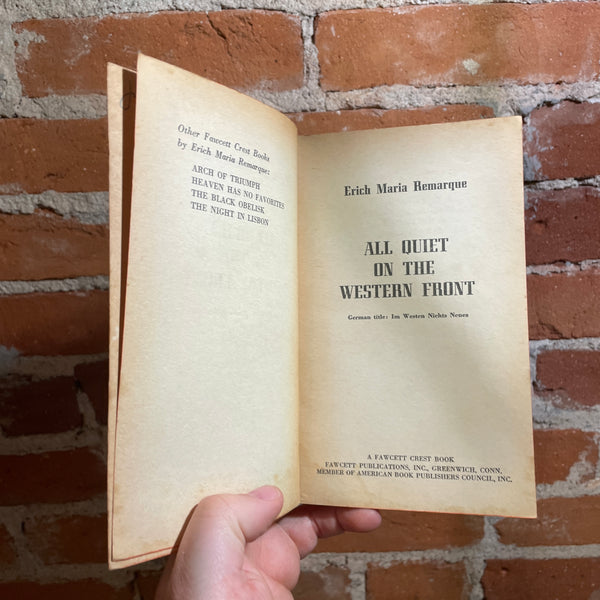 Other Fawcett Crest Books
by Erich Maria Remarque:
ARCH OF TRIUMPH
HEAVEN HAS NO FAVORITES
THE BLACK OBELISK
THE NIGHT IN LISBON
Erich Maria Remarque
ALL QUIET
ON THE
WESTERN FRONT
German title: Im Westen Nichts Neues
A FAWCETT CREST BOOK
FAWCETT PUBLICATIONS, INC., GREENWICH, CONN.
MEMBER OF AMERICAN BOOK PUBLISHERS COUNCIL, INC.